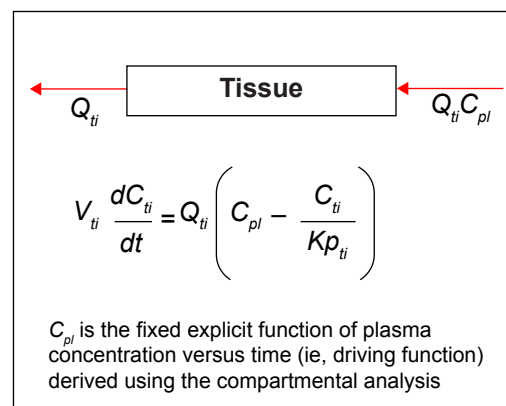 Tissue
Q_ti
Q_ti C_pl
V_ti dC_ti/dt = Q_ti ( C_pl – C_ti/Kp_ti )
C_pl is the fixed explicit function of plasma
concentration versus time (ie, driving function)
derived using the compartmental analysis